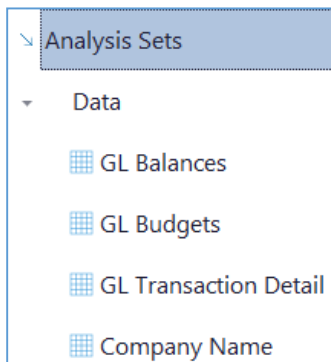 Analysis Sets
Data
GL Balances
GL Budgets
GL Transaction Detail
Company Name